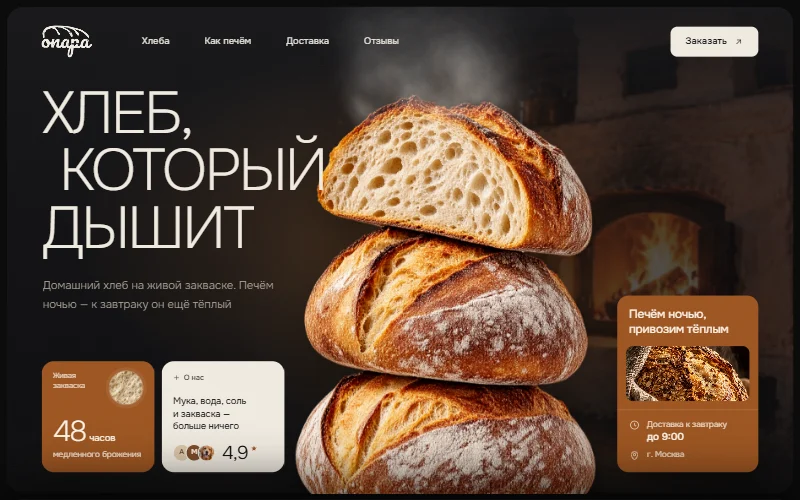 опара
Хлеба
Как печём
Доставка
Отзывы
Заказать
ХЛЕБ,
КОТОРЫЙ
ДЫШИТ
Домашний хлеб на живой закваске. Печём
ночью — к завтраку он ещё тёплый
Живая
закваска
48 часов
медленного брожения
+ О нас
Мука, вода, соль
и закваска —
больше ничего
А М
4,9 *
Печём ночью,
привозим тёплым
Доставка к завтраку
до 9:00
г. Москва